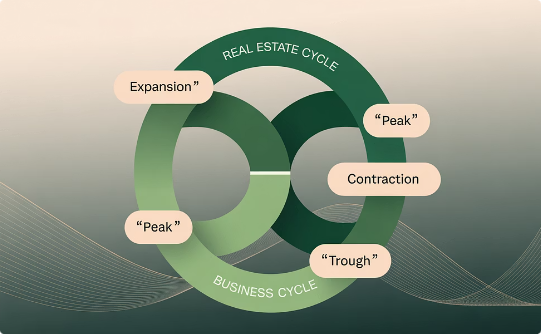 REAL ESTATE CYCLE
Expansion”
“Peak”
Contraction
“Peak”
“Trough”
BUSINESS CYCLE